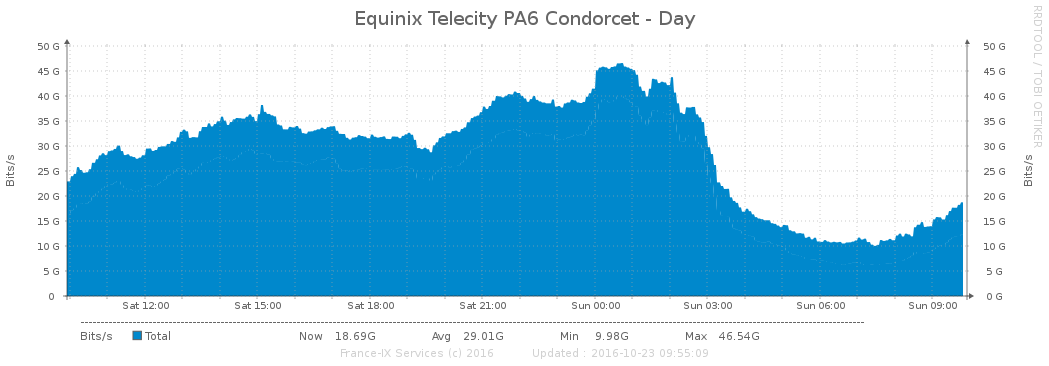 Equinix Telecity PA6 Condorcet - Day
RRDTOOL / TOBI OETIKER
Bits/s
50 G
45 G
40 G
35 G
30 G
25 G
20 G
15 G
10 G
5 G
0
50 G
45 G
40 G
35 G
30 G
25 G
20 G
15 G
10 G
5 G
0 G
Bits/s
Sat 12:00 Sat 15:00 Sat 18:00 Sat 21:00 Sun 00:00 Sun 03:00 Sun 06:00 Sun 09:00
Bits/s Total Now 18.69G Avg 29.01G Min 9.98G Max 46.54G
France-IX Services (c) 2016 Updated : 2016-10-23 09:55:09